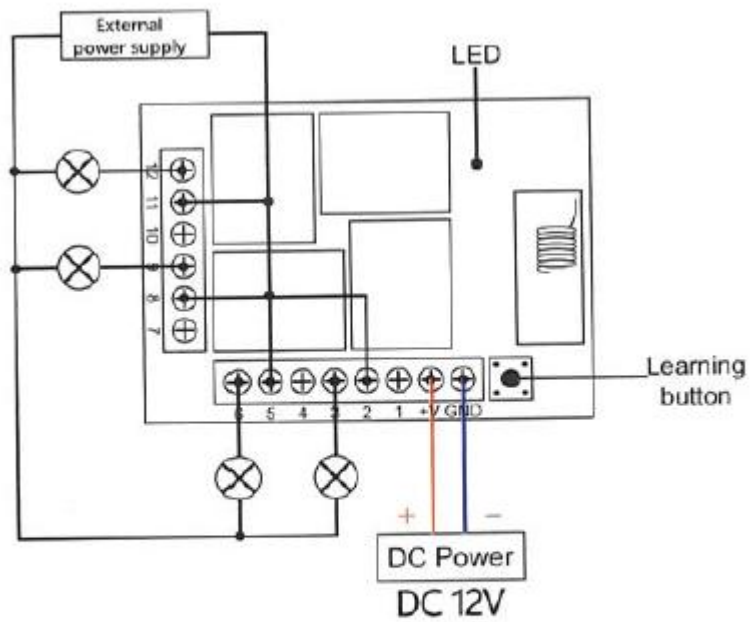 External
power supply
LED
12
11
10
9
8
7
6 5 4 3 2 1 +V GND
Learning
button
+ −
DC Power
DC 12V